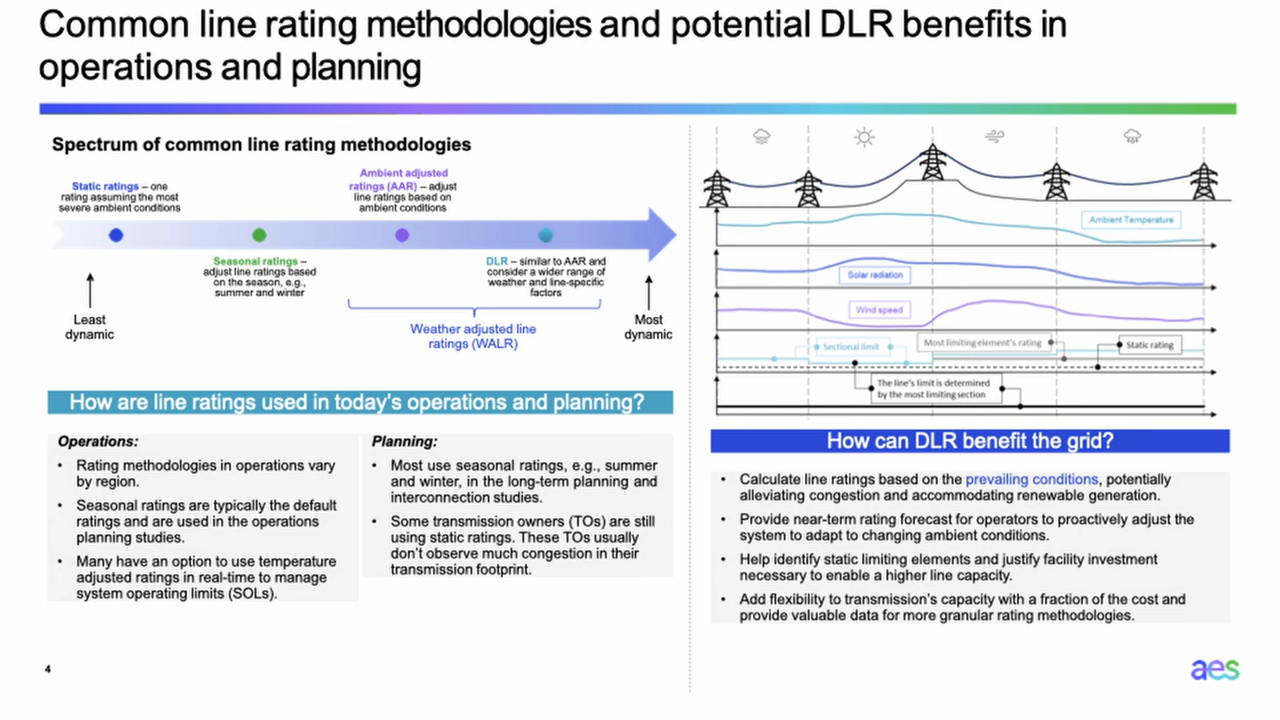 Common line rating methodologies and potential DLR benefits in
operations and planning
Spectrum of common line rating methodologies
Static ratings – one
rating assuming the most
severe ambient conditions
Ambient adjusted
ratings (AAR) – adjust
line ratings based on
ambient conditions
Seasonal ratings –
adjust line ratings based
on the season, e.g.,
summer and winter
DLR – similar to AAR and
consider a wider range of
weather and line-specific
factors
Least
dynamic
Weather adjusted line
ratings (WALR)
Most
dynamic
How are line ratings used in today's operations and planning?
Operations:
• Rating methodologies in operations vary
by region.
• Seasonal ratings are typically the default
ratings and are used in the operations
planning studies.
• Many have an option to use temperature
adjusted ratings in real-time to manage
system operating limits (SOLs).
Planning:
• Most use seasonal ratings, e.g., summer
and winter, in the long-term planning and
interconnection studies.
• Some transmission owners (TOs) are still
using static ratings. These TOs usually
don't observe much congestion in their
transmission footprint.
Ambient Temperature
Solar radiation
Wind speed
Sectional limit
Most limiting element's rating
Static rating
The line's limit is determined
by the most limiting section
How can DLR benefit the grid?
• Calculate line ratings based on the prevailing conditions, potentially
alleviating congestion and accommodating renewable generation.
• Provide near-term rating forecast for operators to proactively adjust the
system to adapt to changing ambient conditions.
• Help identify static limiting elements and justify facility investment
necessary to enable a higher line capacity.
• Add flexibility to transmission's capacity with a fraction of the cost and
provide valuable data for more granular rating methodologies.
4
aes